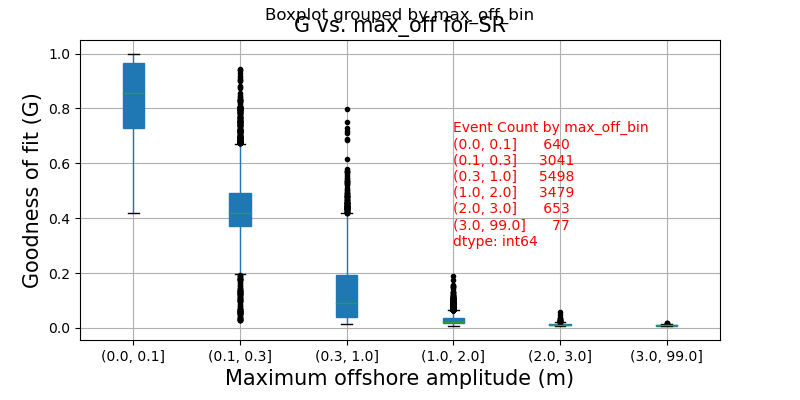 Boxplot grouped by max_off_bin
G vs. max_off for SR
Goodness of fit (G)
1.0
0.8
0.6
0.4
0.2
0.0
Event Count by max_off_bin
(0.0, 0.1] 640
(0.1, 0.3] 3041
(0.3, 1.0] 5498
(1.0, 2.0] 3479
(2.0, 3.0] 653
(3.0, 99.0] 77
dtype: int64
(0.0, 0.1] (0.1, 0.3] (0.3, 1.0] (1.0, 2.0] (2.0, 3.0] (3.0, 99.0]
Maximum offshore amplitude (m)